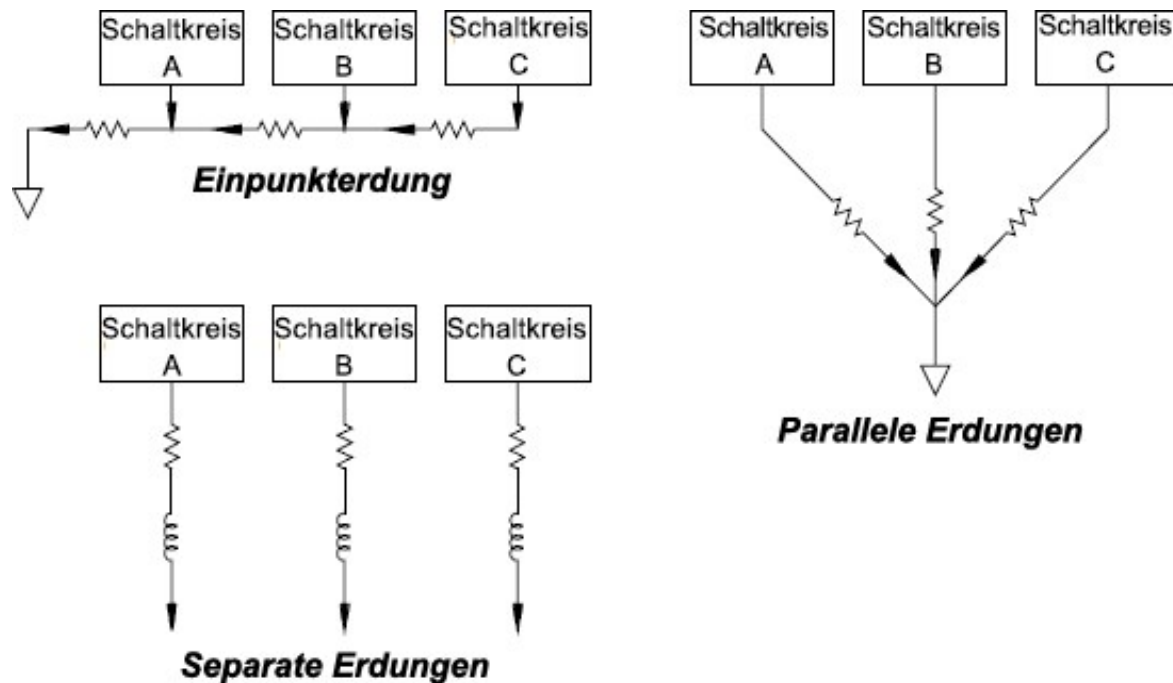 Schaltkreis
A
Schaltkreis
B
Schaltkreis
C
Einpunkterdung
Schaltkreis
A
Schaltkreis
B
Schaltkreis
C
Parallele Erdungen
Schaltkreis
A
Schaltkreis
B
Schaltkreis
C
Separate Erdungen